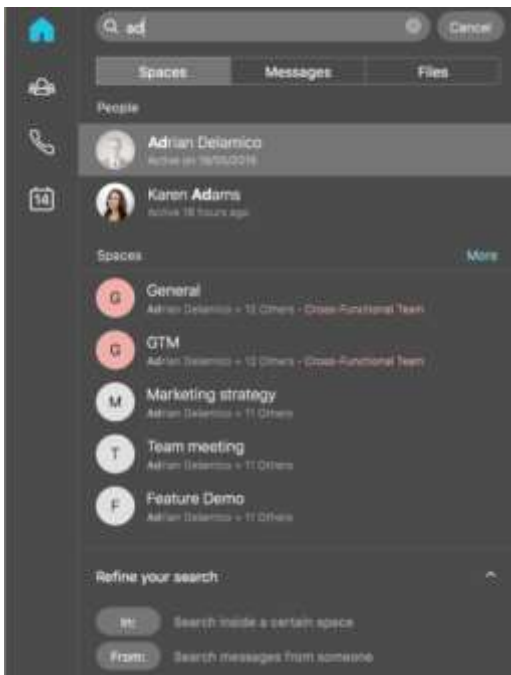 ad
Cancel
Spaces Messages Files
People
Adrian Delamico
Active on 19/05/2019
Karen Adams
Active 18 hours ago
14
Spaces More
G General
Adrian Delamico + 12 Others - Cross-Functional Team
G GTM
Adrian Delamico + 12 Others - Cross-Functional Team
M Marketing strategy
Adrian Delamico + 11 Others
T Team meeting
Adrian Delamico + 11 Others
F Feature Demo
Adrian Delamico + 11 Others
Refine your search
In: Search inside a certain space
From: Search messages from someone